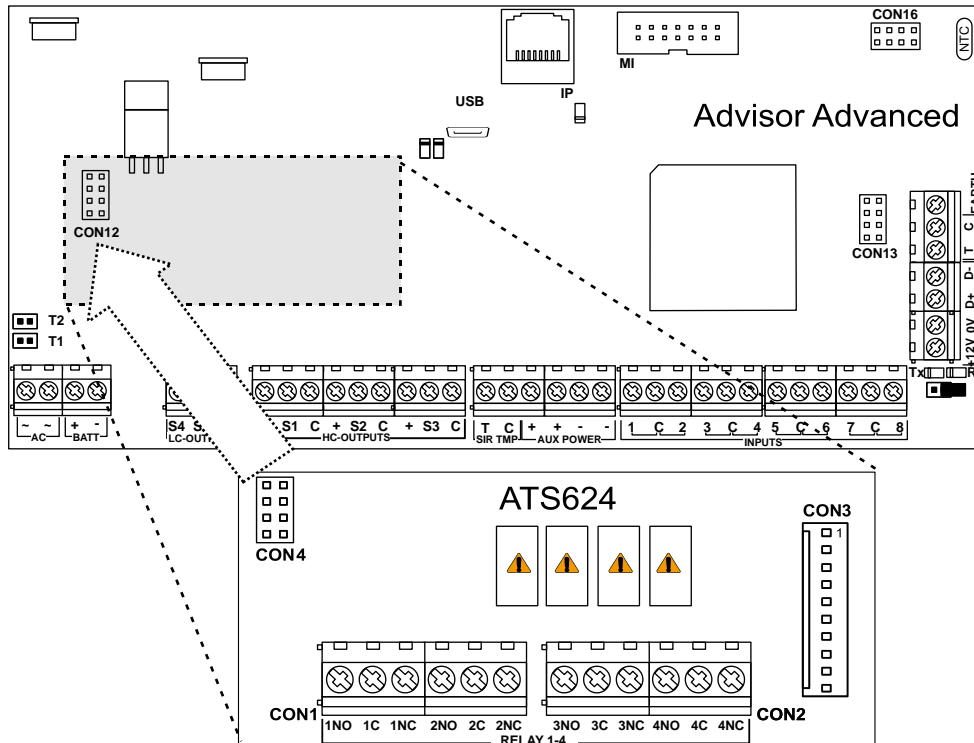 CON16
NTC
MI
IP
USB
Advisor Advanced
CON12
CON13
EARTH
C
T
D-
D+
0V
+12V
T2
T1
Tx
~ ~ + -
AC BATT
S4
LC-OUT
S1 C + S2 C + S3 C
HC-OUTPUTS
T C + + - -
SIR TMP AUX POWER
1 C 2 3 C 4 5 C 6 7 C 8
INPUTS
ATS624
CON4
CON3
1
CON1
CON2
1NO 1C 1NC 2NO 2C 2NC 3NO 3C 3NC 4NO 4C 4NC
RELAY 1-4